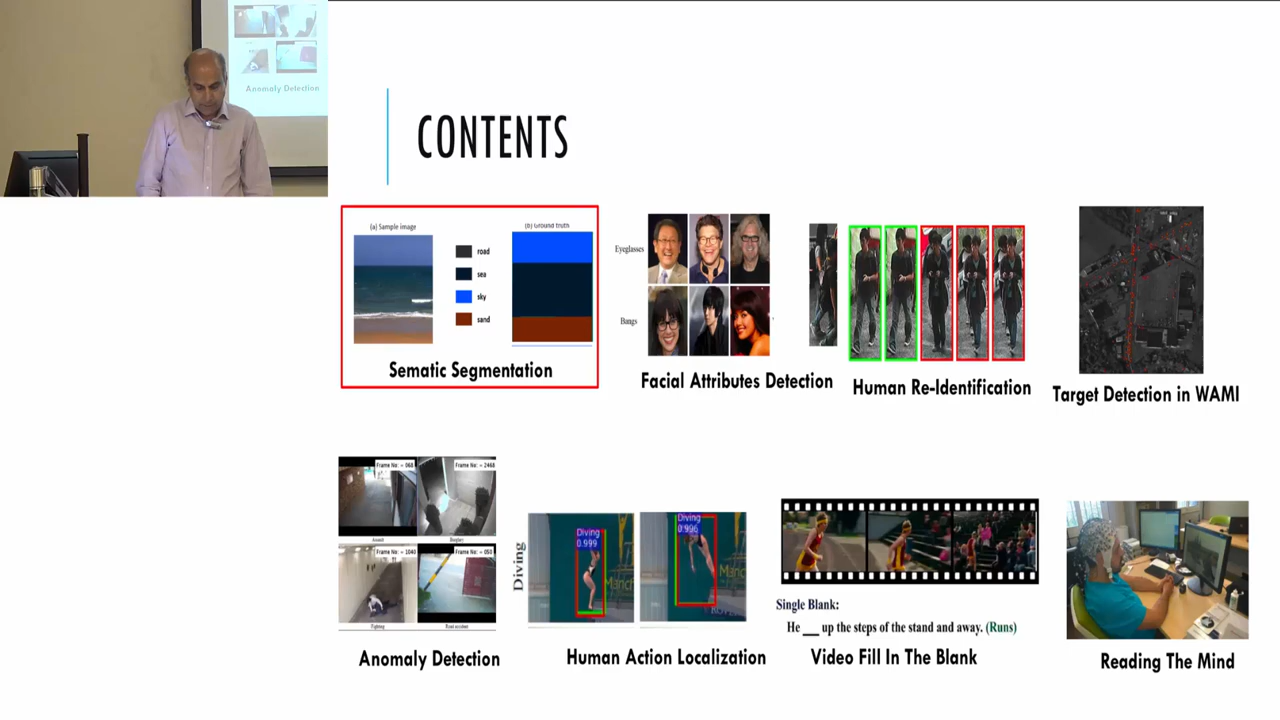 Anomaly Detection
CONTENTS
(a) Sample image
(b) Ground truth
road
sea
sky
sand
Sematic Segmentation
Eyeglasses
Bangs
Facial Attributes Detection
Human Re-Identification
Target Detection in WAMI
Frame No: - 068
Frame No: - 2468
Assault
Burglary
Frame No: - 1040
Frame No: - 050
Fighting
Road accident
Anomaly Detection
Diving
Diving
0.999
Diving
0.996
Human Action Localization
Single Blank:
He ___ up the steps of the stand and away. (Runs)
Video Fill In The Blank
Reading The Mind